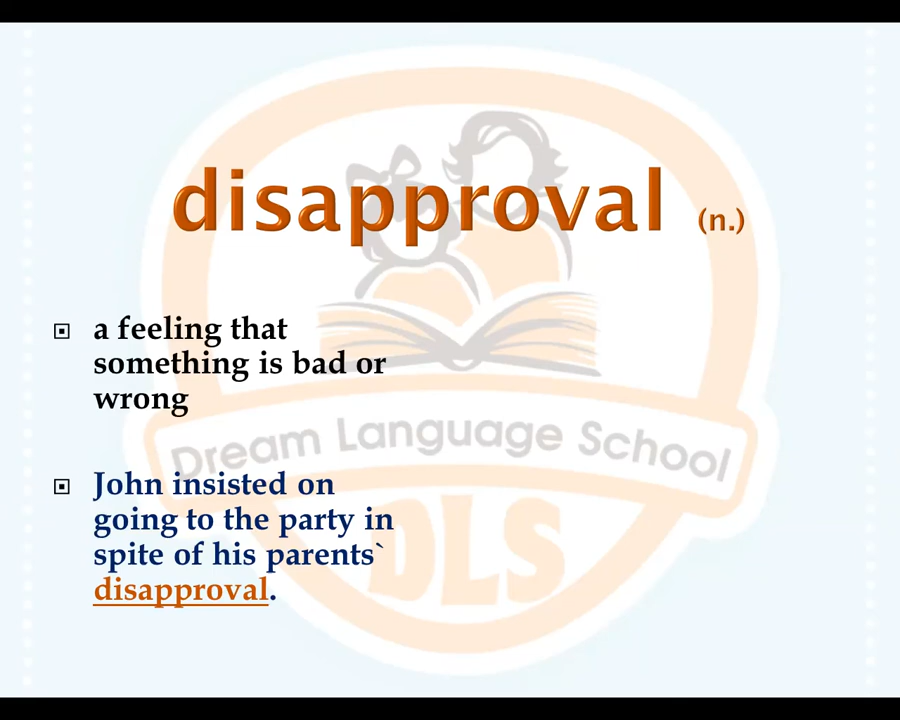 disapproval (n.)
a feeling that
something is bad or
wrong
Dream Language School
John insisted on
going to the party in
spite of his parents`
disapproval.
DLS